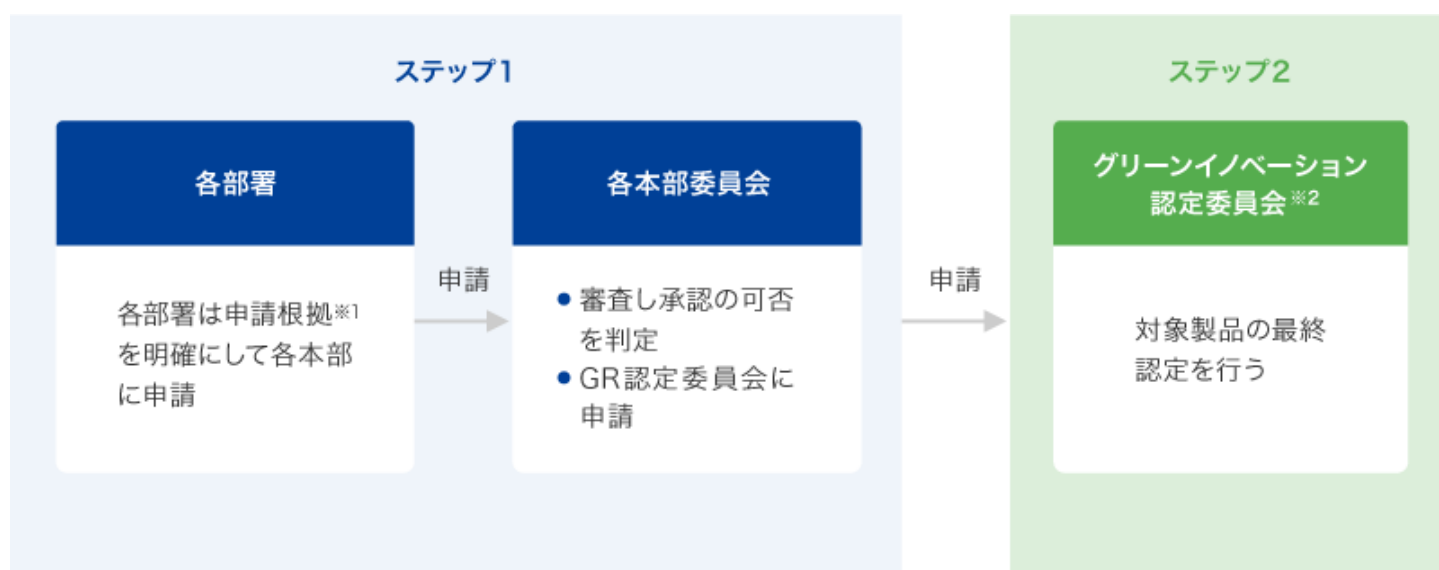 ステップ1
各部署
各部署は申請根拠※1
を明確にして各本部
に申請
申請
各本部委員会
● 審査し承認の可否
を判定
● GR認定委員会に
申請
申請
ステップ2
グリーンイノベーション
認定委員会※2
対象製品の最終
認定を行う